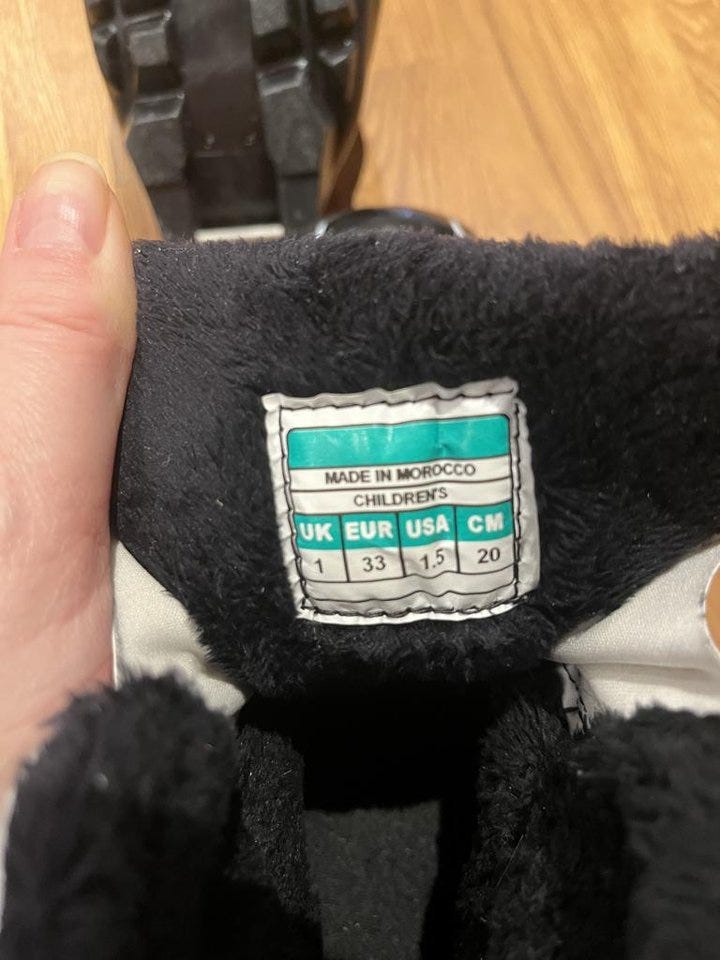 MADE IN MOROCCO
CHILDREN'S
UK EUR USA CM
1 33 1.5 20